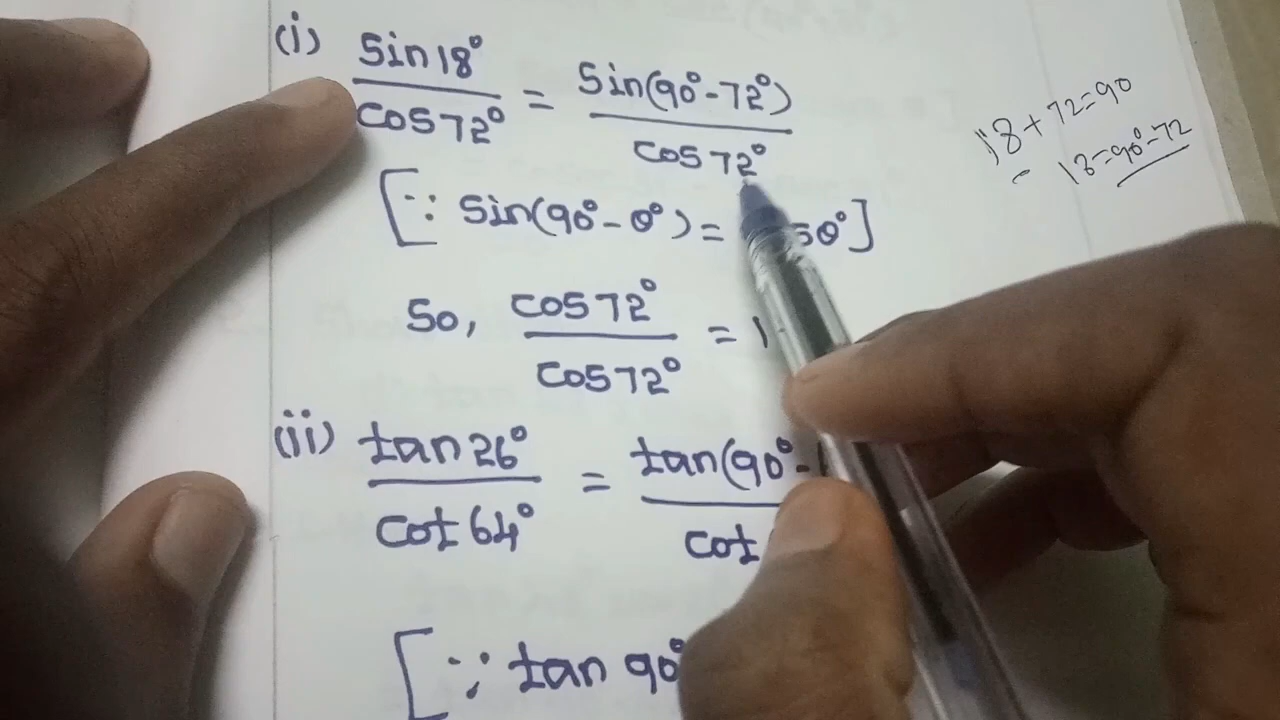 (i) sin18° / cos72° = sin(90°-72°) / cos72°
18+72=90
18=90°-72
[∵ sin(90°-θ°) = sθ°]
So, cos72° / cos72° = 1
(ii) tan26° / cot64° = tan(90°- / cot
[∵ tan 90°